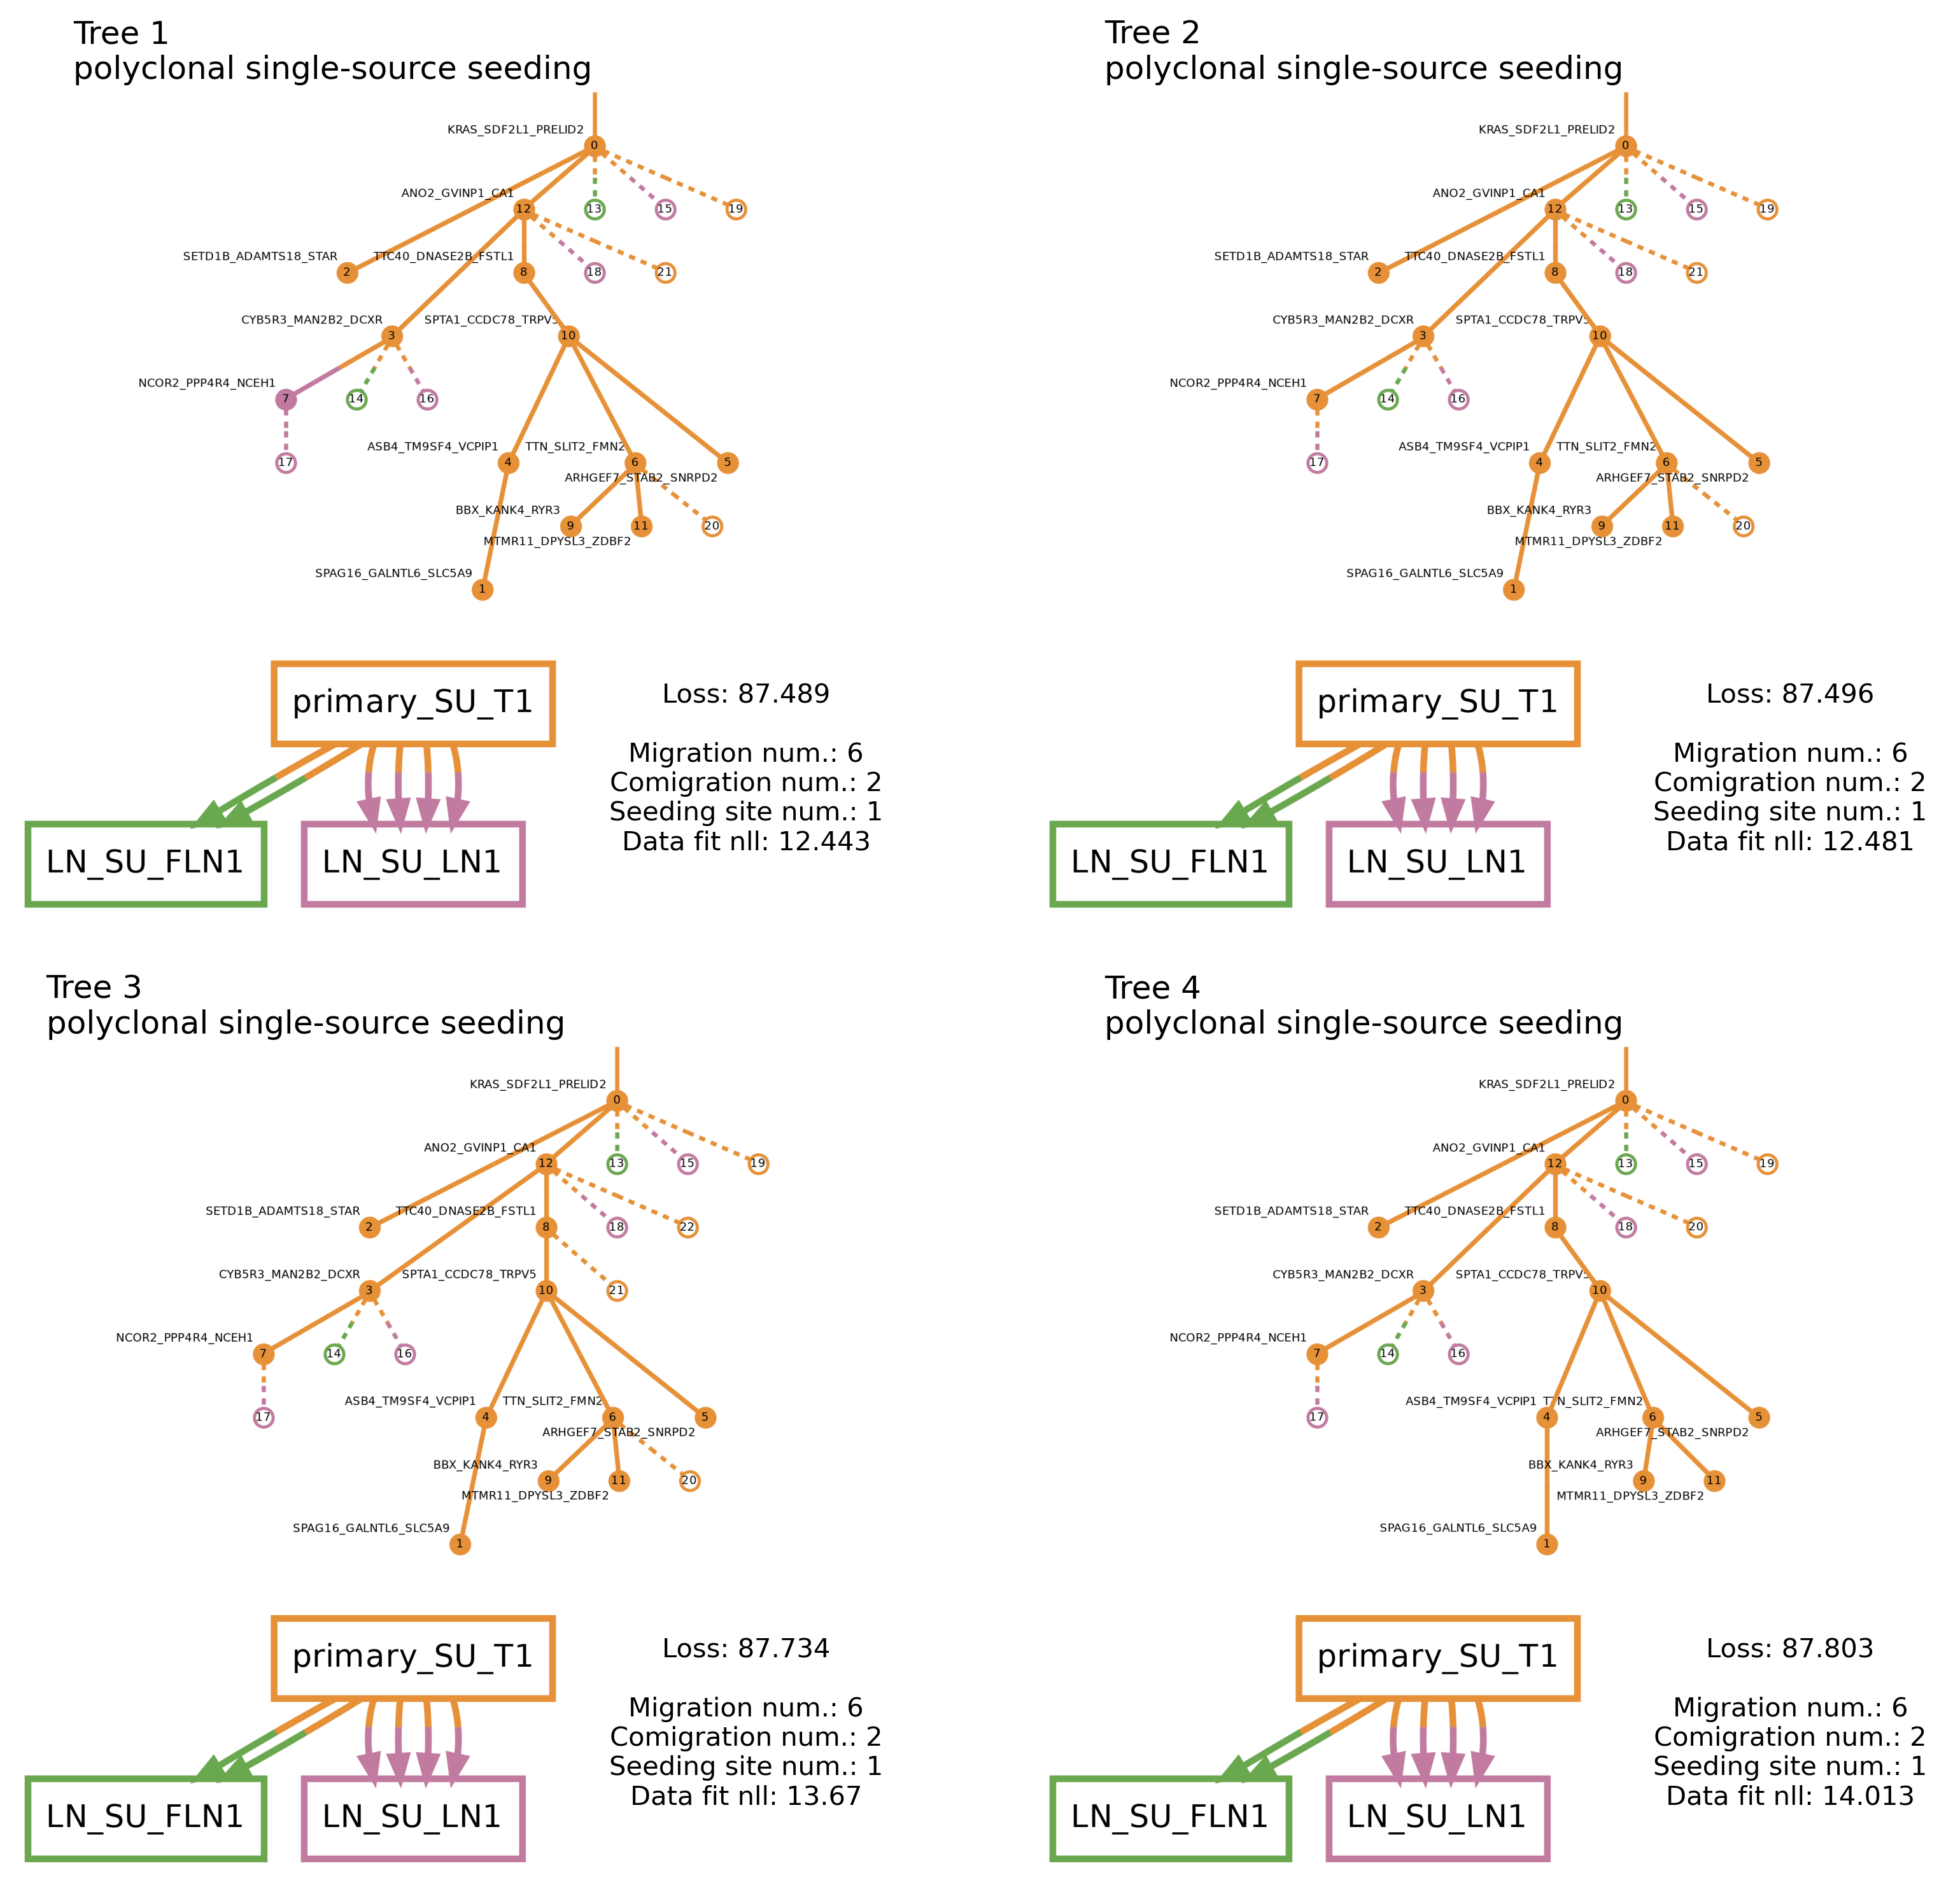 Tree 1
polyclonal single-source seeding
KRAS_SDF2L1_PRELID2
0
ANO2_GVINP1_CA1
12
13
15
19
SETD1B_ADAMTS18_STAR
2
TTC40_DNASE2B_FSTL1
8
18
21
CYB5R3_MAN2B2_DCXR
3
SPTA1_CCDC78_TRPV5
10
NCOR2_PPP4R4_NCEH1
7
14
16
ASB4_TM9SF4_VCPIP1
4
TTN_SLIT2_FMN2
6
5
17
ARHGEF7_STAB2_SNRPD2
BBX_KANK4_RYR3
9
11
20
MTMR11_DPYSL3_ZDBF2
SPAG16_GALNTL6_SLC5A9
1
primary_SU_T1
LN_SU_FLN1
LN_SU_LN1
Loss: 87.489
Migration num.: 6
Comigration num.: 2
Seeding site num.: 1
Data fit nll: 12.443
Tree 2
polyclonal single-source seeding
KRAS_SDF2L1_PRELID2
0
ANO2_GVINP1_CA1
12
13
15
19
SETD1B_ADAMTS18_STAR
2
TTC40_DNASE2B_FSTL1
8
18
21
CYB5R3_MAN2B2_DCXR
3
SPTA1_CCDC78_TRPV5
10
NCOR2_PPP4R4_NCEH1
7
14
16
ASB4_TM9SF4_VCPIP1
4
TTN_SLIT2_FMN2
6
5
17
ARHGEF7_STAB2_SNRPD2
BBX_KANK4_RYR3
9
11
20
MTMR11_DPYSL3_ZDBF2
SPAG16_GALNTL6_SLC5A9
1
primary_SU_T1
LN_SU_FLN1
LN_SU_LN1
Loss: 87.496
Migration num.: 6
Comigration num.: 2
Seeding site num.: 1
Data fit nll: 12.481
Tree 3
polyclonal single-source seeding
KRAS_SDF2L1_PRELID2
0
ANO2_GVINP1_CA1
12
13
15
19
SETD1B_ADAMTS18_STAR
2
TTC40_DNASE2B_FSTL1
8
18
22
CYB5R3_MAN2B2_DCXR
3
SPTA1_CCDC78_TRPV5
10
21
NCOR2_PPP4R4_NCEH1
7
14
16
ASB4_TM9SF4_VCPIP1
4
TTN_SLIT2_FMN2
6
5
17
ARHGEF7_STAB2_SNRPD2
BBX_KANK4_RYR3
9
11
20
MTMR11_DPYSL3_ZDBF2
SPAG16_GALNTL6_SLC5A9
1
primary_SU_T1
LN_SU_FLN1
LN_SU_LN1
Loss: 87.734
Migration num.: 6
Comigration num.: 2
Seeding site num.: 1
Data fit nll: 13.67
Tree 4
polyclonal single-source seeding
KRAS_SDF2L1_PRELID2
0
ANO2_GVINP1_CA1
12
13
15
19
SETD1B_ADAMTS18_STAR
2
TTC40_DNASE2B_FSTL1
8
18
20
CYB5R3_MAN2B2_DCXR
3
SPTA1_CCDC78_TRPV5
10
NCOR2_PPP4R4_NCEH1
7
14
16
ASB4_TM9SF4_VCPIP1
4
TTN_SLIT2_FMN2
6
5
17
ARHGEF7_STAB2_SNRPD2
BBX_KANK4_RYR3
9
11
MTMR11_DPYSL3_ZDBF2
SPAG16_GALNTL6_SLC5A9
1
primary_SU_T1
LN_SU_FLN1
LN_SU_LN1
Loss: 87.803
Migration num.: 6
Comigration num.: 2
Seeding site num.: 1
Data fit nll: 14.013